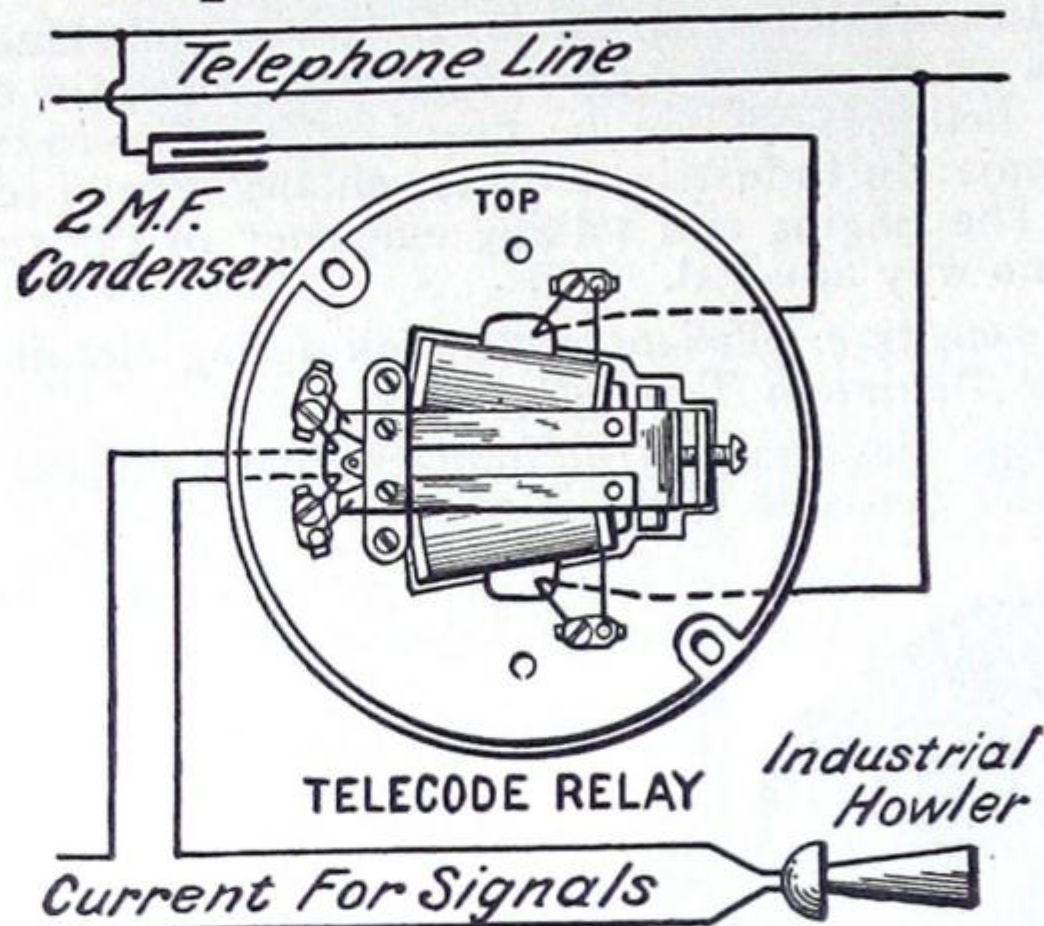 Telephone Line
2 M.F.
Condenser
TOP
TELECODE RELAY
Industrial
Howler
Current For Signals